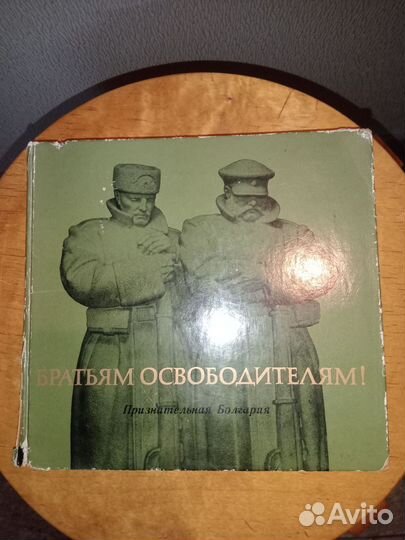 БРАТЬЯМ ОСВОБОДИТЕЛЯМ!
Признательная Болгария
Avito